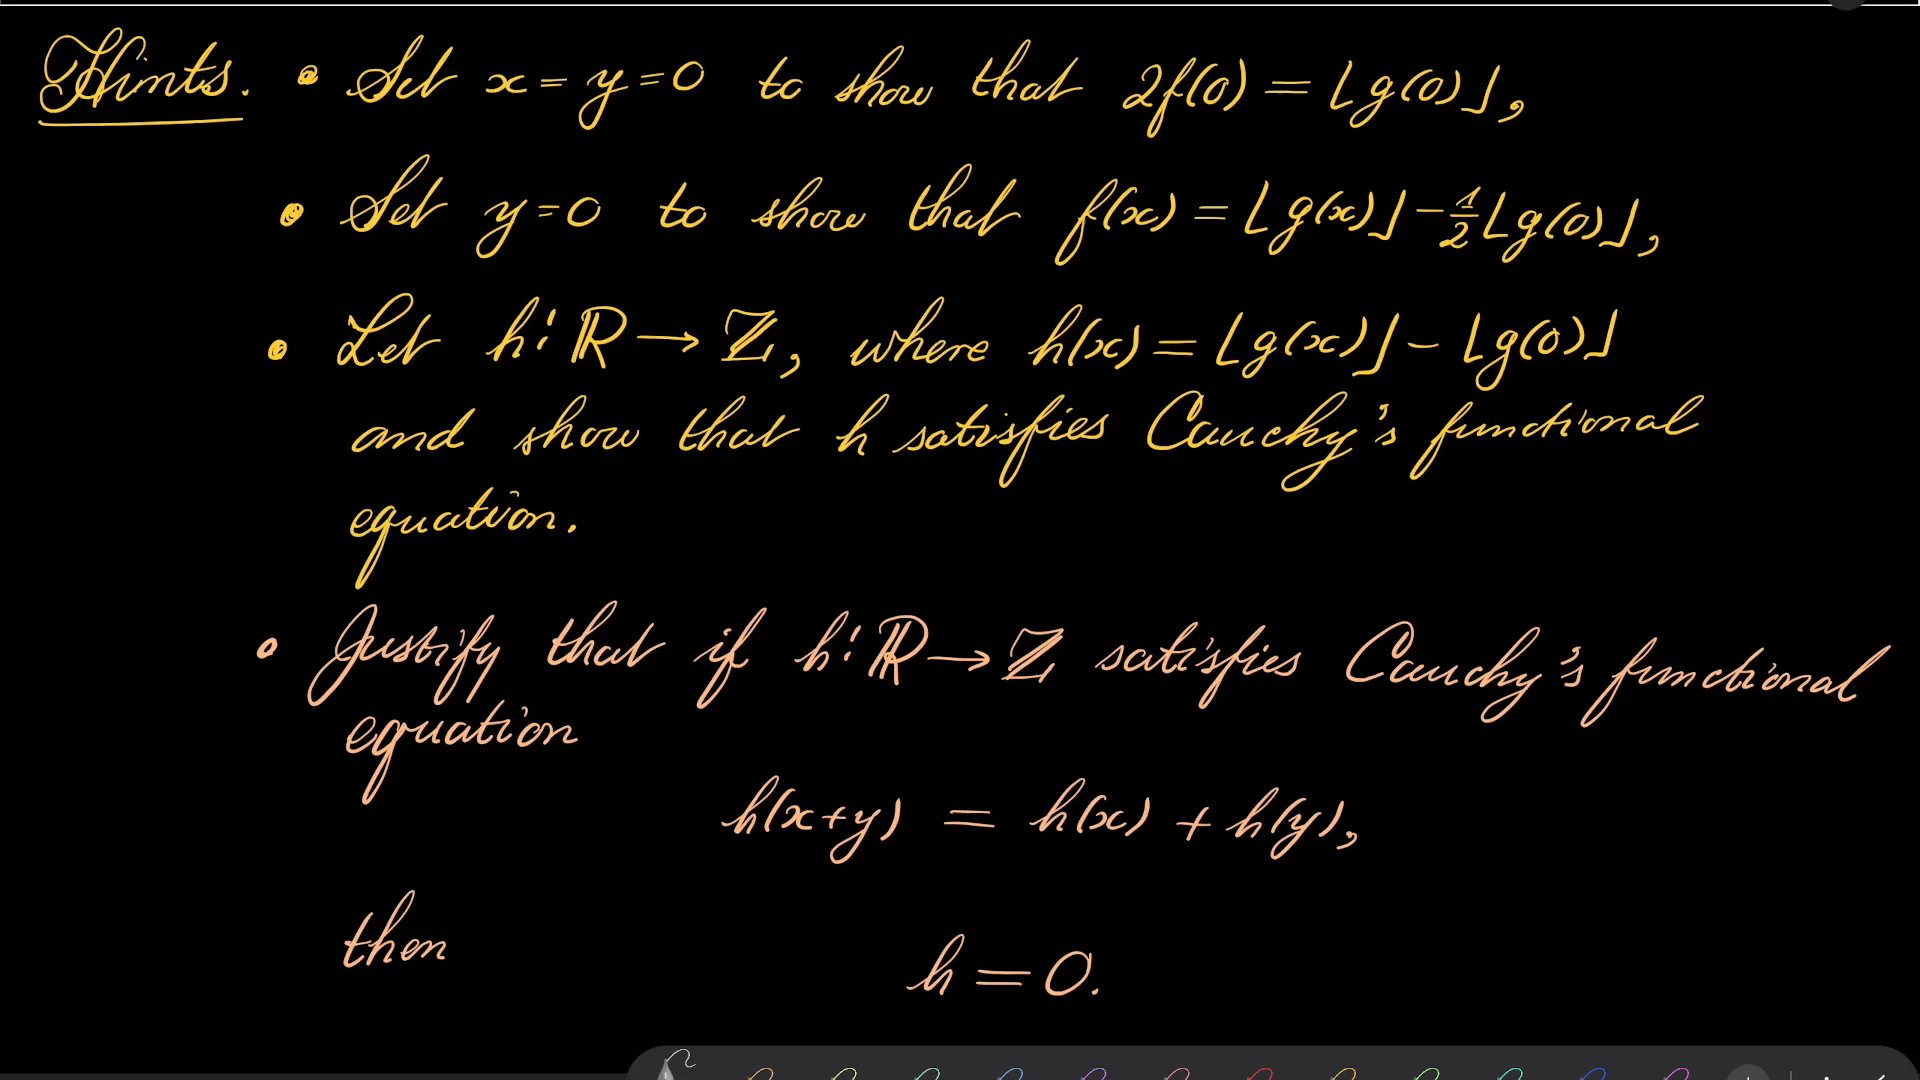 Hints. • Set x = y = 0 to show that 2f(0) = ⌊g(0)⌋,
• Set y = 0 to show that f(x) = ⌊g(x)⌋ - 1/2 ⌊g(0)⌋,
• Let h: ℝ → ℤ, where h(x) = ⌊g(x)⌋ - ⌊g(0)⌋
and show that h satisfies Cauchy's functional
equation.
• Justify that if h: ℝ → ℤ satisfies Cauchy's functional
equation
h(x+y) = h(x) + h(y),
then
h = 0.